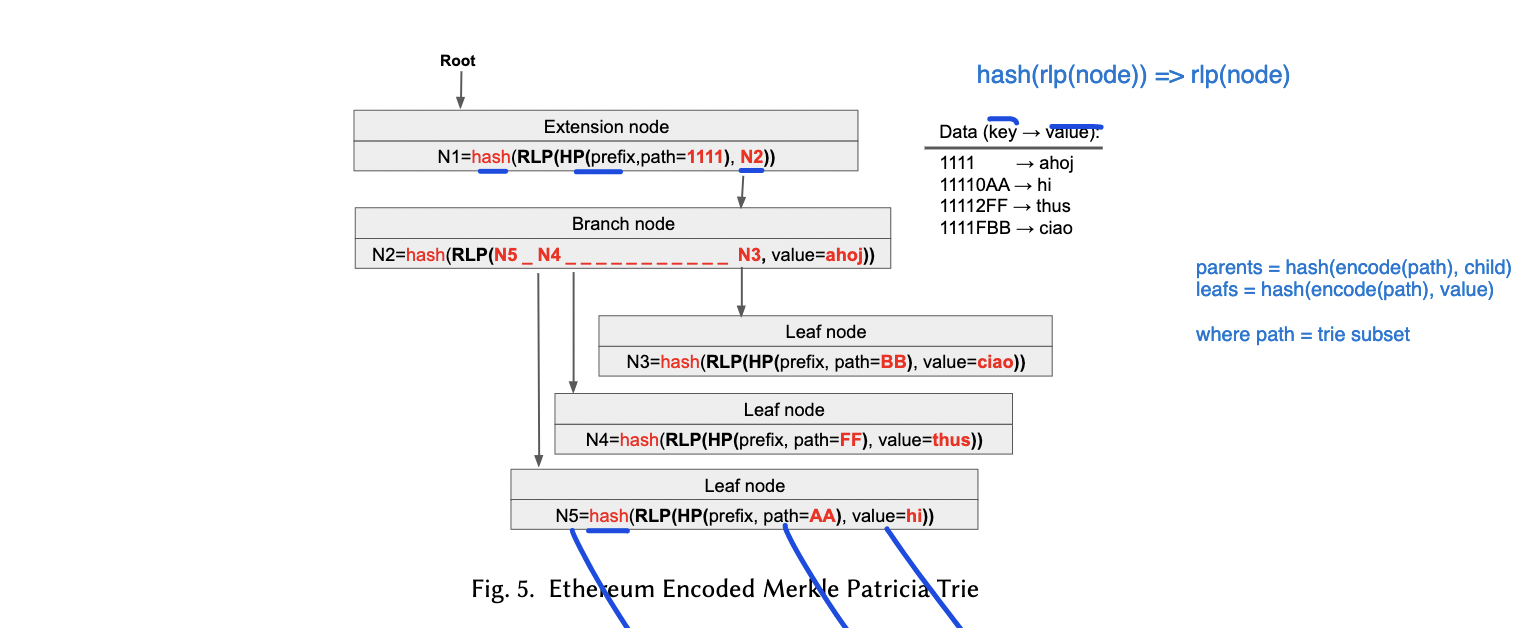 Root
hash(rlp(node)) => rlp(node)
Extension node
N1=hash(RLP(HP(prefix,path=1111), N2))
Data (key → value):
1111 → ahoj
11110AA → hi
11112FF → thus
1111FBB → ciao
Branch node
N2=hash(RLP(N5 _ N4 _ _ _ _ _ _ _ _ _ _ _ N3, value=ahoj))
parents = hash(encode(path), child)
leafs = hash(encode(path), value)
where path = trie subset
Leaf node
N3=hash(RLP(HP(prefix, path=BB), value=ciao))
Leaf node
N4=hash(RLP(HP(prefix, path=FF), value=thus))
Leaf node
N5=hash(RLP(HP(prefix, path=AA), value=hi))
Fig. 5. Ethereum Encoded Merkle Patricia Trie